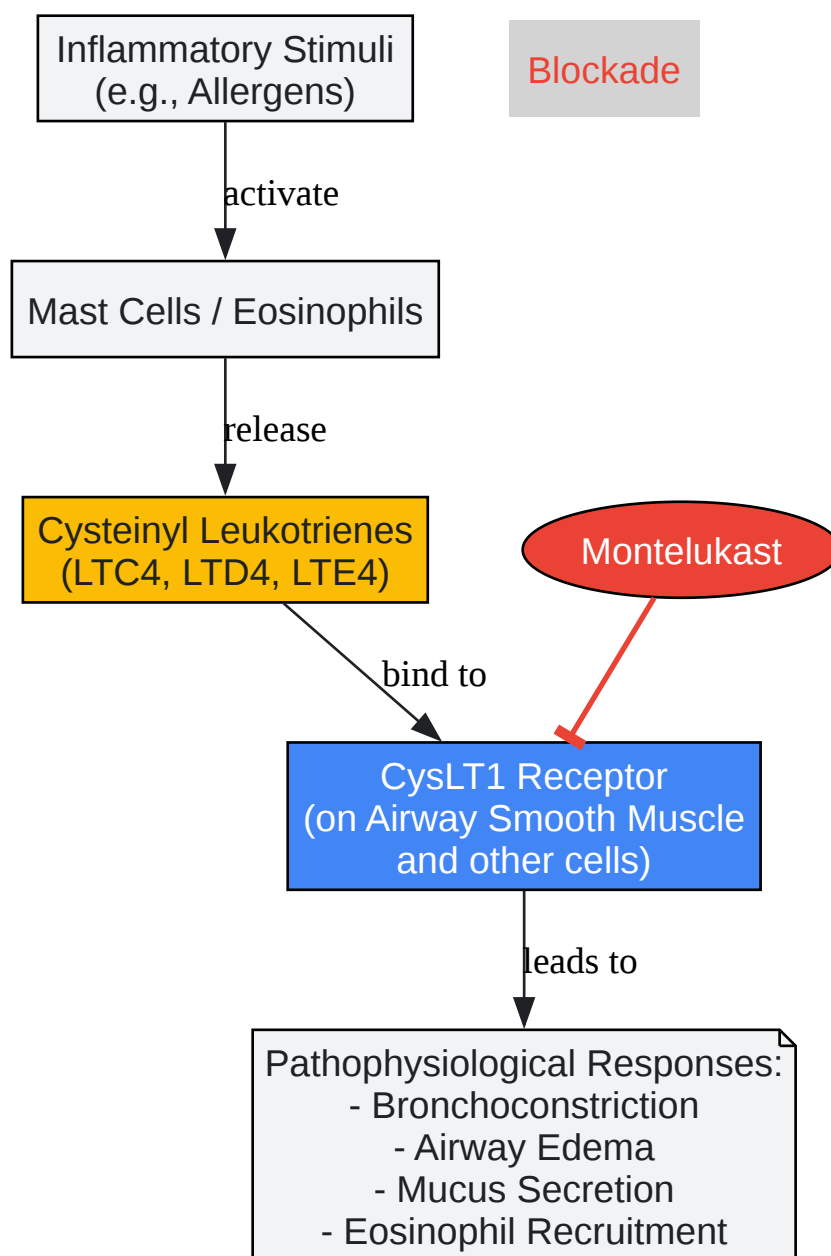 Inflammatory Stimuli
(e.g., Allergens)
Blockade
activate
Mast Cells / Eosinophils
release
Cysteinyl Leukotrienes
(LTC4, LTD4, LTE4)
Montelukast
bind to
CysLT1 Receptor
(on Airway Smooth Muscle
and other cells)
leads to
Pathophysiological Responses:
- Bronchoconstriction
- Airway Edema
- Mucus Secretion
- Eosinophil Recruitment